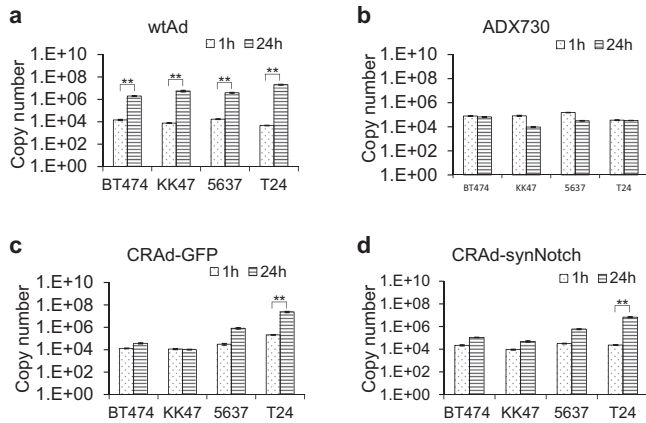 a
wtAd
1h 24h
Copy number
1.E+10
1.E+08
1.E+06
1.E+04
1.E+02
1.E+00
** ** ** **
BT474 KK47 5637 T24
b
ADX730
1h 24h
Copy number
1.E+10
1.E+08
1.E+06
1.E+04
1.E+02
1.E+00
BT474 KK47 5637 T24
c
CRAd-GFP
1h 24h
Copy number
1.E+10
1.E+08
1.E+06
1.E+04
1.E+02
1.E+00
**
BT474 KK47 5637 T24
d
CRAd-synNotch
1h 24h
Copy number
1.E+10
1.E+08
1.E+06
1.E+04
1.E+02
1.E+00
**
BT474 KK47 5637 T24